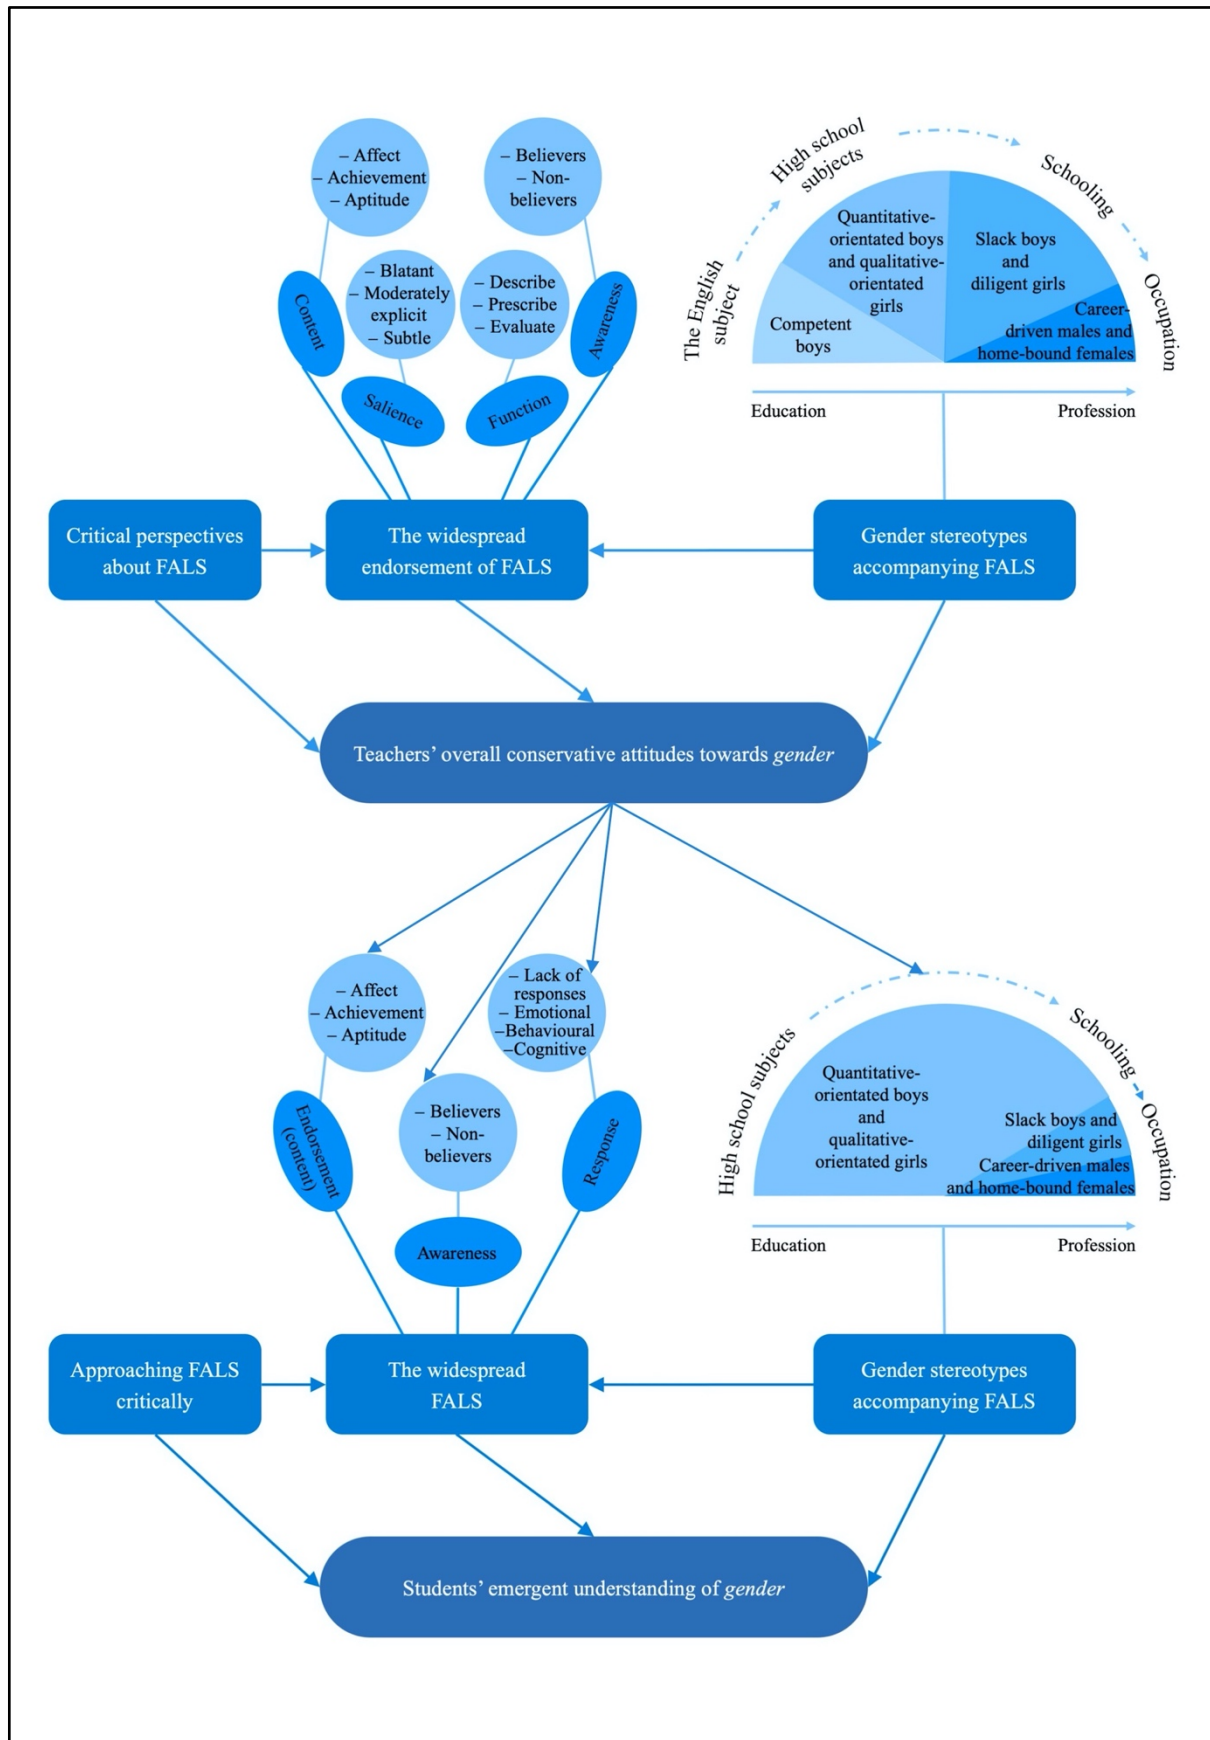 – Affect
– Achievement
– Aptitude
– Believers
– Non-
believers
– Blatant
– Moderately
explicit
– Subtle
– Describe
– Prescribe
– Evaluate
Content
Salience
Function
Awareness
The English
subject
High school
subjects
Schooling
Occupation
Competent
boys
Quantitative-
orientated boys
and qualitative-
orientated
girls
Slack boys
and
diligent girls
Career-
driven males and
home-bound females
Education
Profession
Critical perspectives
about FALS
The widespread
endorsement of FALS
Gender stereotypes
accompanying FALS
Teachers’ overall conservative attitudes towards gender
– Affect
– Achievement
– Aptitude
– Believers
– Non-
believers
– Lack of
responses
– Emotional
–Behavioural
–Cognitive
Endorsement
(content)
Awareness
Response
High school subjects
Schooling
Occupation
Quantitative-
orientated boys
and
qualitative-
orientated girls
Slack boys and
diligent girls
Career-driven males
and home-bound females
Education
Profession
Approaching FALS
critically
The widespread
FALS
Gender stereotypes
accompanying FALS
Students’ emergent understanding of gender